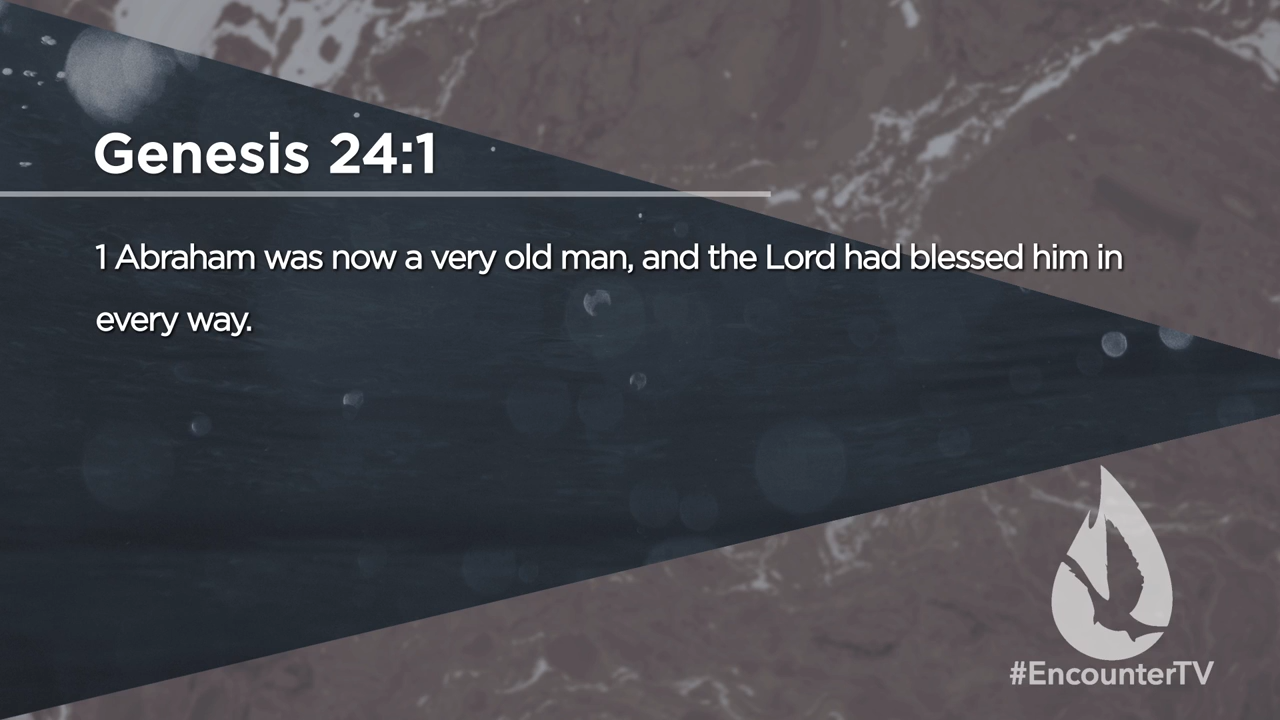 Genesis 24:1
1 Abraham was now a very old man, and the Lord had blessed him in
every way.
#EncounterTV